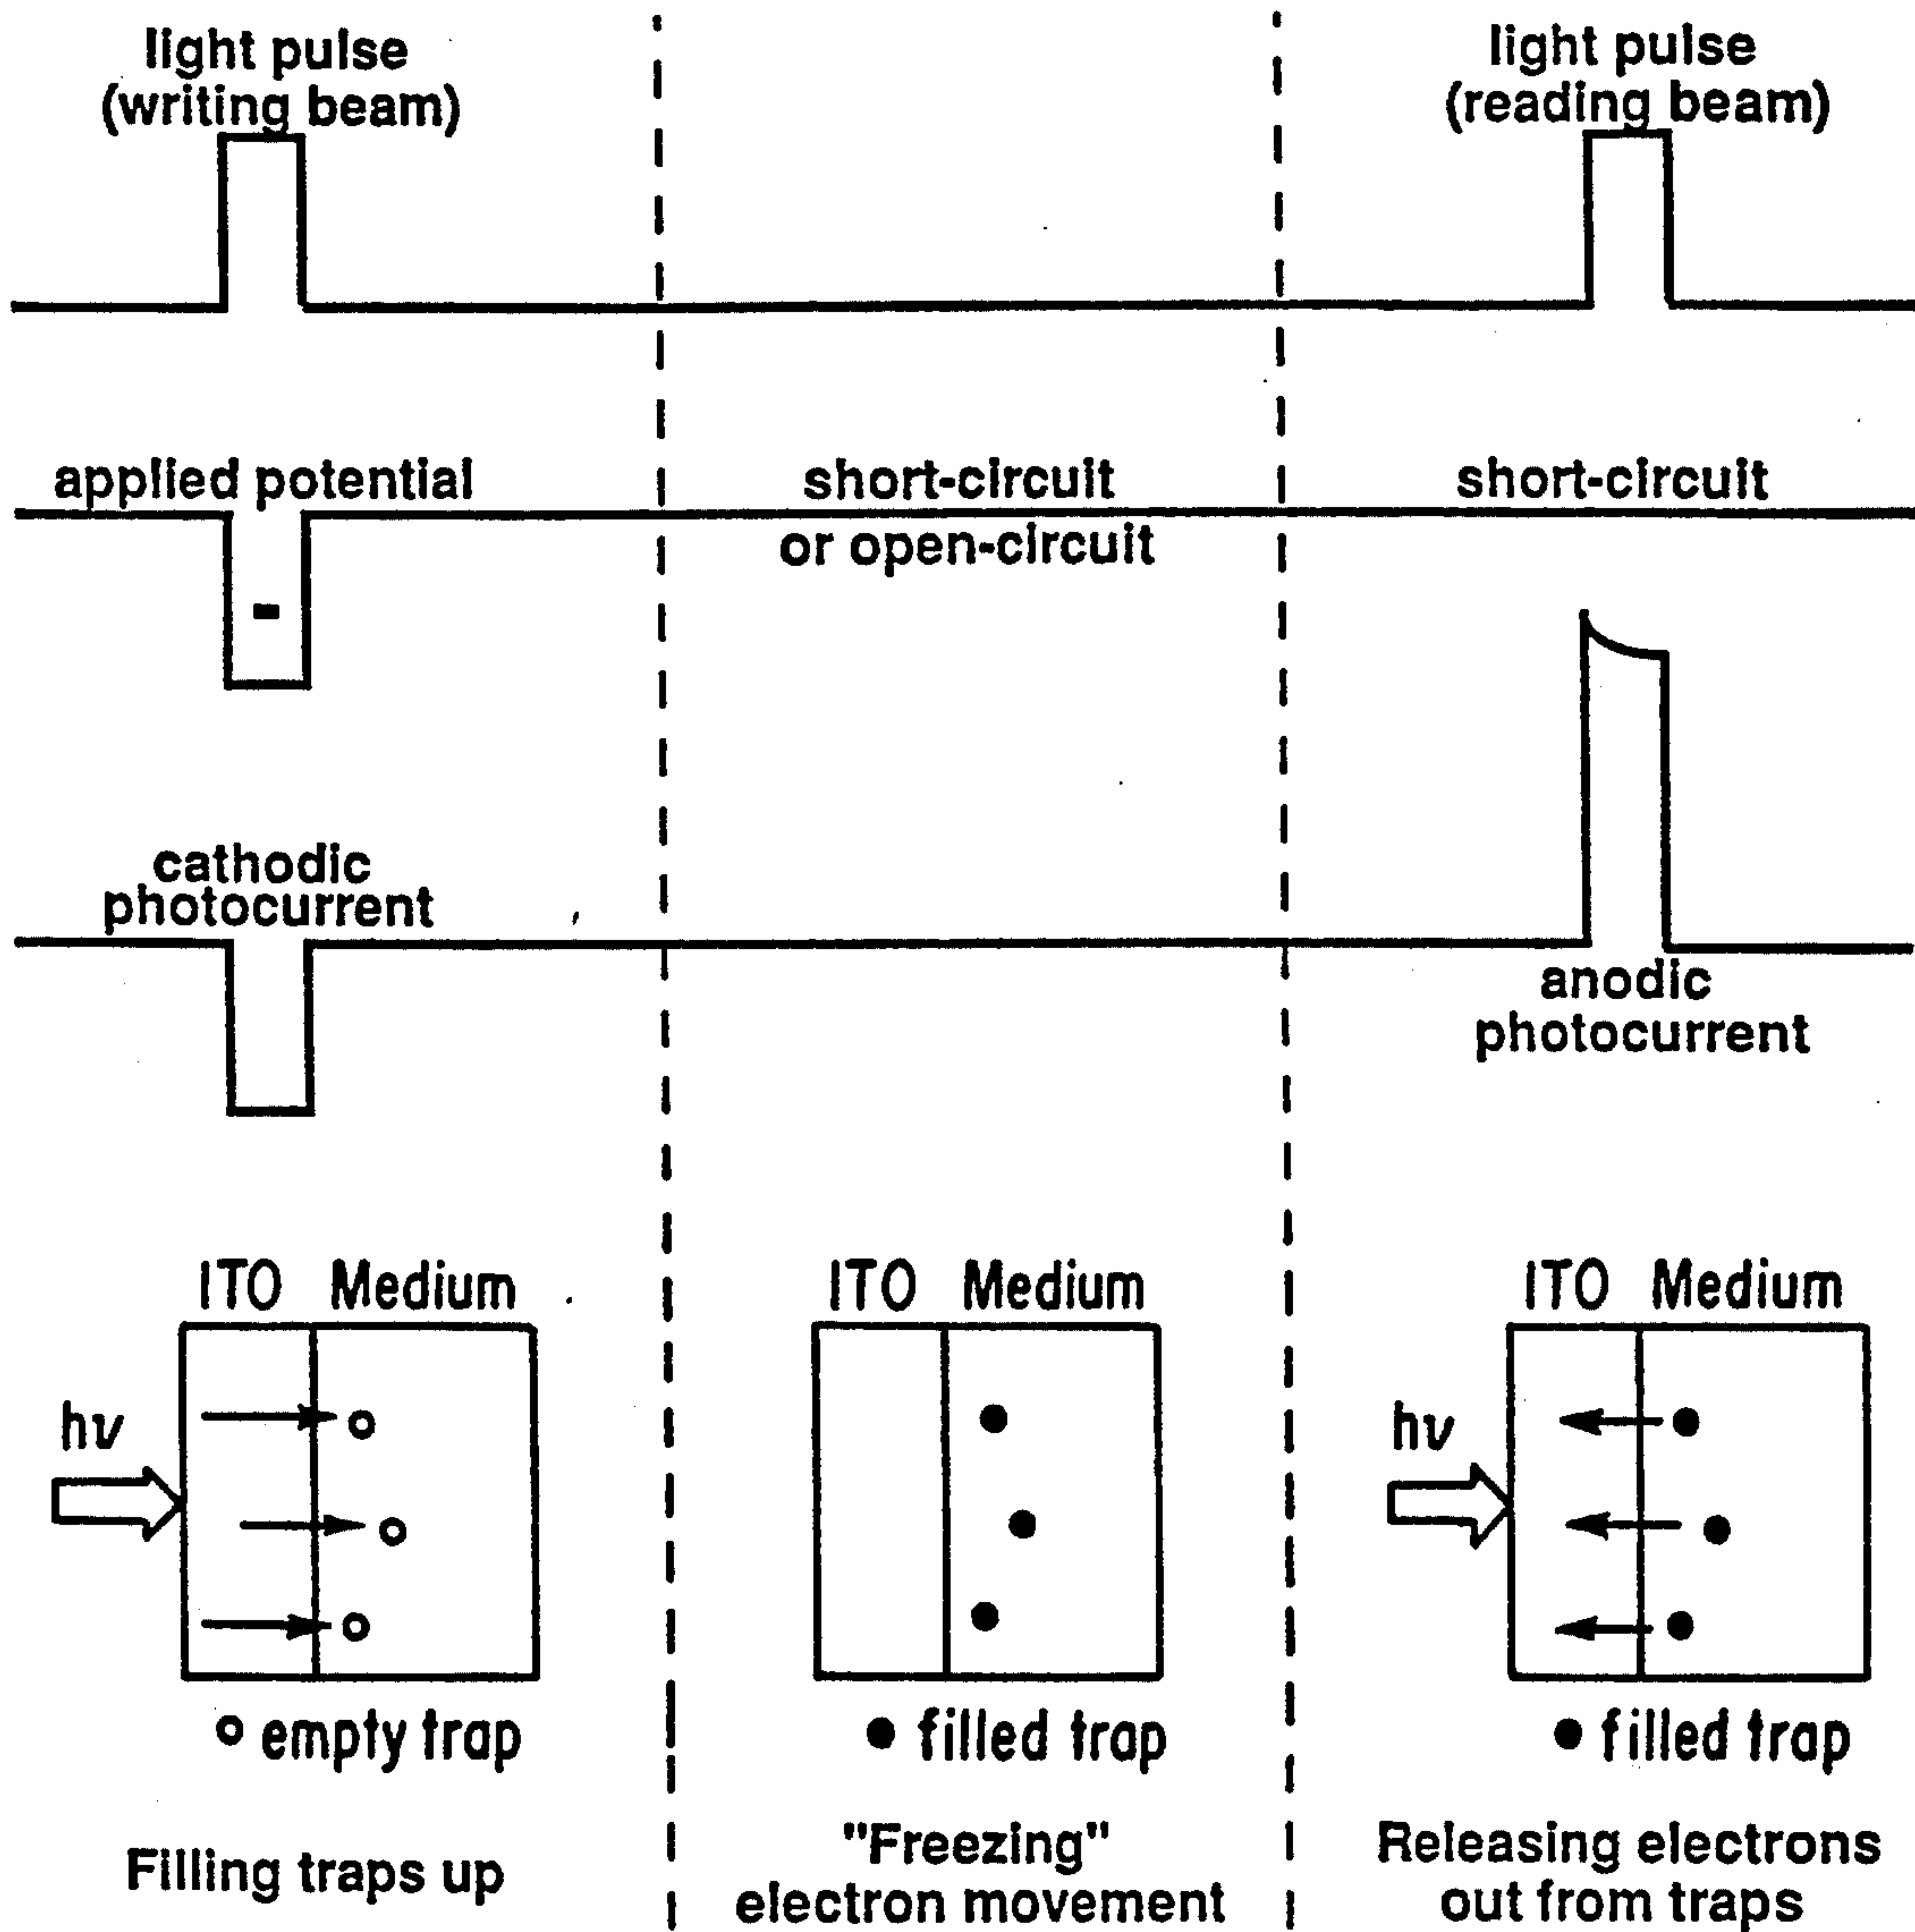 light pulse
(writing beam)
light pulse
(reading beam)
applied potential
short-circuit
or open-circuit
short-circuit
-
cathodic
photocurrent
anodic
photocurrent
ITO Medium
ITO Medium
ITO Medium
hν
hν
empty trap
filled trap
filled trap
Filling traps up
"Freezing"
electron movement
Releasing electrons
out from traps